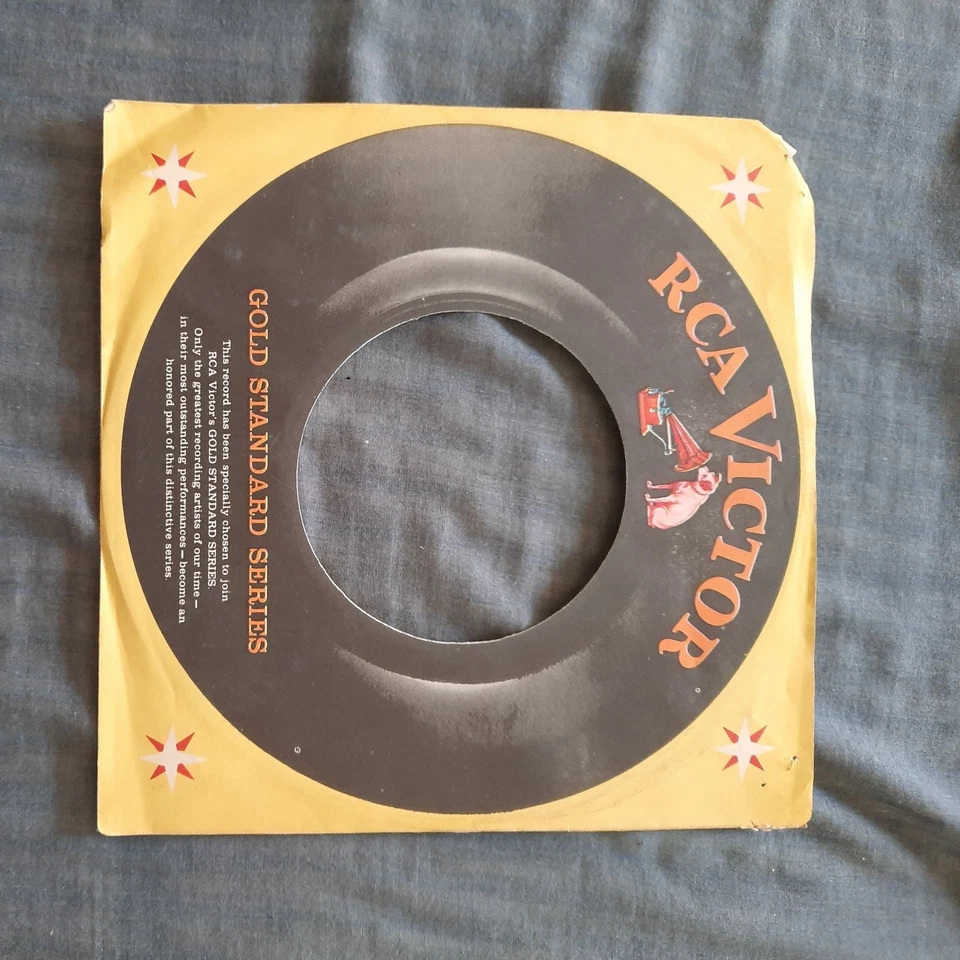 RCA VICTOR
GOLD STANDARD SERIES
This record has been specially chosen to join
RCA Victor's GOLD STANDARD SERIES.
Only the greatest recording artists of our time —
in their most outstanding performances — become an
honored part of this distinctive series.